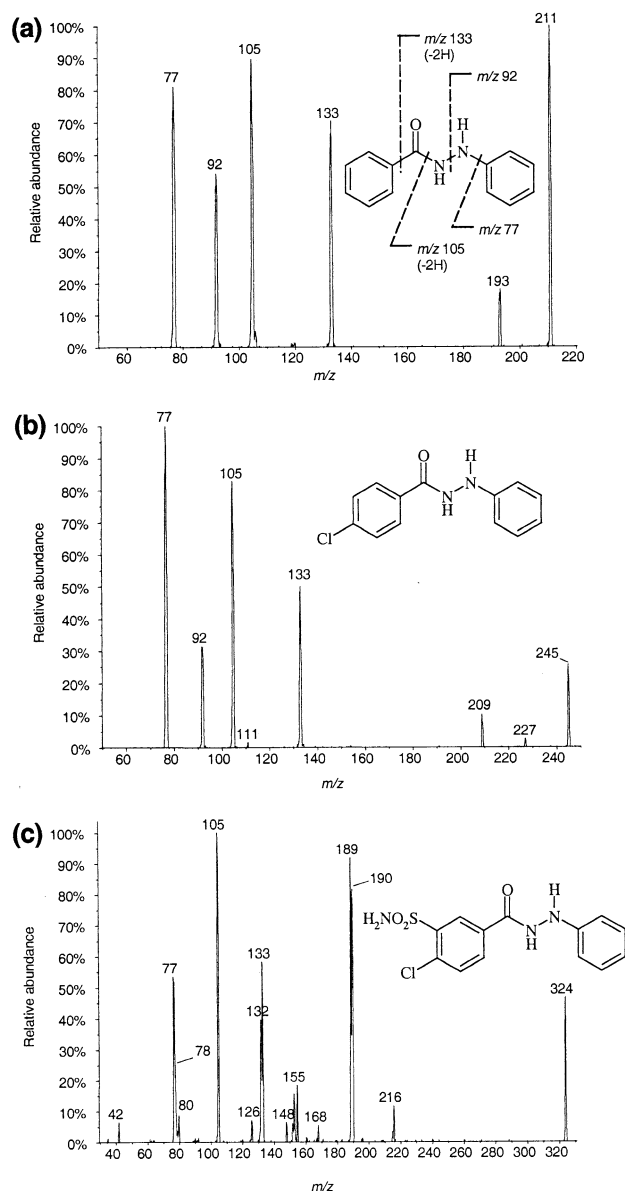 (a)
Relative abundance
100%
90%
80%
70%
60%
50%
40%
30%
20%
10%
0%
77
92
105
133
193
211
m/z 133
(-2H)
m/z 92
O
H
N
N
H
m/z 77
m/z 105
(-2H)
60 80 100 120 140 160 180 200 220
m/z
(b)
Relative abundance
100%
90%
80%
70%
60%
50%
40%
30%
20%
10%
0%
77
92
105
111
133
209
227
245
O
H
N
N
H
Cl
60 80 100 120 140 160 180 200 220 240
m/z
(c)
Relative abundance
100%
90%
80%
70%
60%
50%
40%
30%
20%
10%
0%
42
77
78
80
105
126
132
133
148
155
168
189
190
216
324
O
H
N
N
H
H₂NO₂S
Cl
40 60 80 100 120 140 160 180 200 220 240 260 280 300 320
m/z